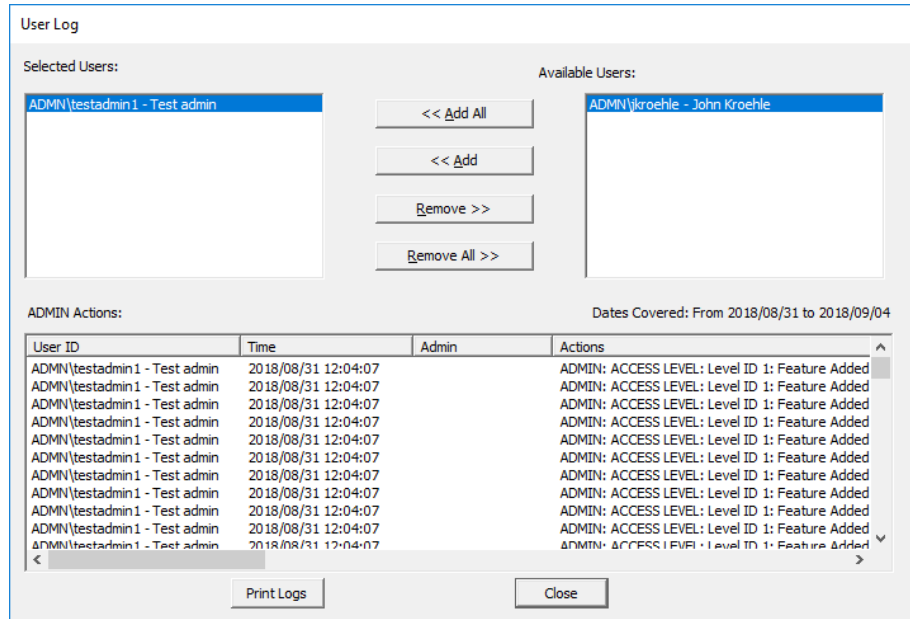 User Log
Selected Users:
Available Users:
ADMN\testadmin1 - Test admin
ADMN\jkroehle - John Kroehle
<< Add All
<< Add
Remove >>
Remove All >>
ADMIN Actions:
Dates Covered: From 2018/08/31 to 2018/09/04
User ID Time Admin Actions
ADMN\testadmin1 - Test admin 2018/08/31 12:04:07 ADMIN: ACCESS LEVEL: Level ID 1: Feature Added
ADMN\testadmin1 - Test admin 2018/08/31 12:04:07 ADMIN: ACCESS LEVEL: Level ID 1: Feature Added
ADMN\testadmin1 - Test admin 2018/08/31 12:04:07 ADMIN: ACCESS LEVEL: Level ID 1: Feature Added
ADMN\testadmin1 - Test admin 2018/08/31 12:04:07 ADMIN: ACCESS LEVEL: Level ID 1: Feature Added
ADMN\testadmin1 - Test admin 2018/08/31 12:04:07 ADMIN: ACCESS LEVEL: Level ID 1: Feature Added
ADMN\testadmin1 - Test admin 2018/08/31 12:04:07 ADMIN: ACCESS LEVEL: Level ID 1: Feature Added
ADMN\testadmin1 - Test admin 2018/08/31 12:04:07 ADMIN: ACCESS LEVEL: Level ID 1: Feature Added
ADMN\testadmin1 - Test admin 2018/08/31 12:04:07 ADMIN: ACCESS LEVEL: Level ID 1: Feature Added
ADMN\testadmin1 - Test admin 2018/08/31 12:04:07 ADMIN: ACCESS LEVEL: Level ID 1: Feature Added
ADMN\testadmin1 - Test admin 2018/08/31 12:04:07 ADMIN: ACCESS LEVEL: Level ID 1: Feature Added
ADMN\testadmin1 - Test admin 2018/08/31 12:04:07 ADMIN: ACCESS LEVEL: Level ID 1: Feature Added
Print Logs
Close